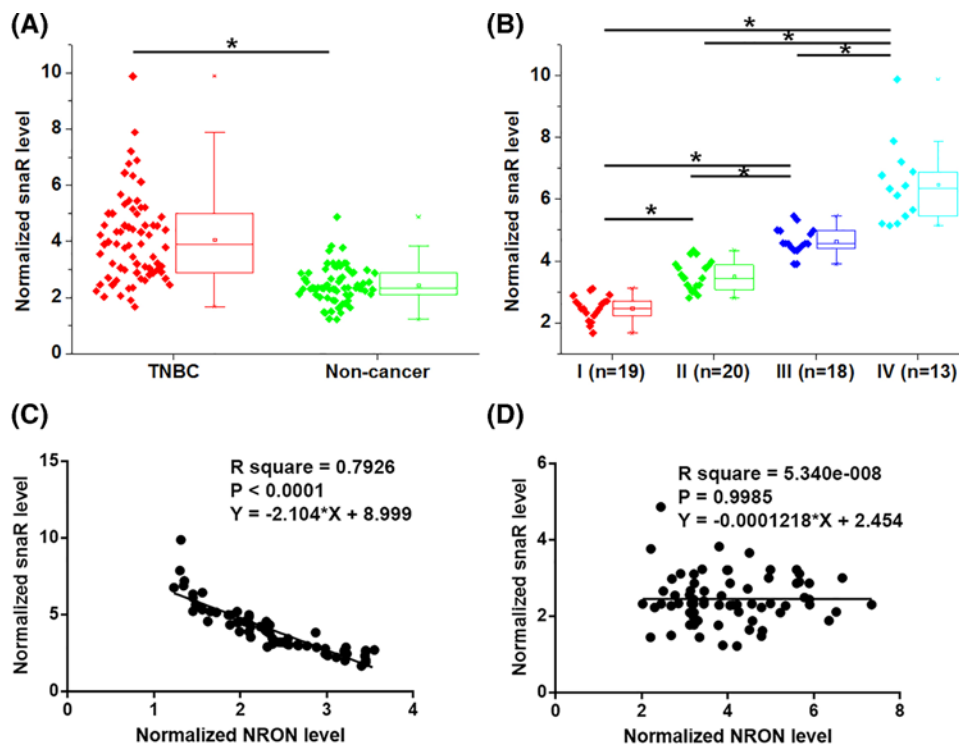 (A)
*
Normalized snaR level
10
8
6
4
2
0
TNBC Non-cancer
(B)
*
*
*
*
*
*
Normalized snaR level
10
8
6
4
2
I (n=19) II (n=20) III (n=18) IV (n=13)
(C)
R square = 0.7926
P < 0.0001
Y = -2.104*X + 8.999
Normalized snaR level
15
10
5
0
0 1 2 3 4
Normalized NRON level
(D)
R square = 5.340e-008
P = 0.9985
Y = -0.0001218*X + 2.454
Normalized snaR level
6
4
2
0
0 2 4 6 8
Normalized NRON level